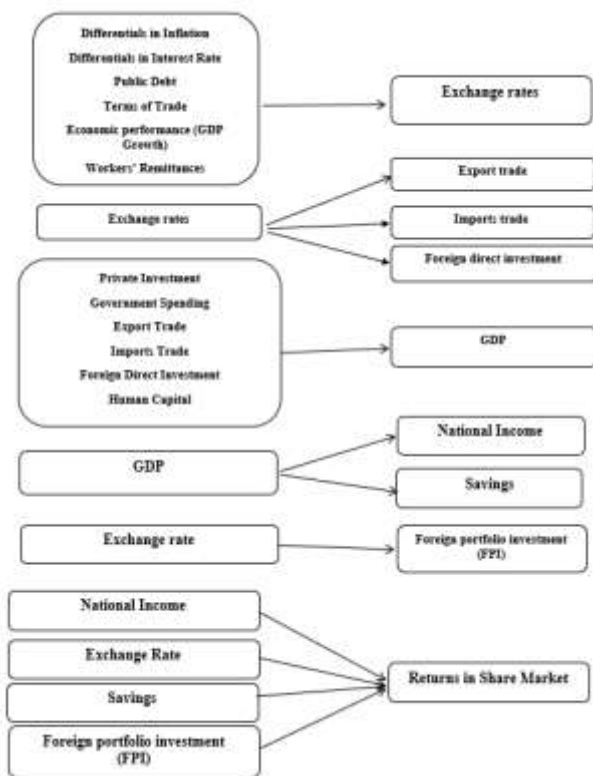 Differentials in Inflation
Differentials in Interest Rate
Public Debt
Terms of Trade
Economic performance (GDP
Growth)
Workers' Remittances
Exchange rates
Exchange rates
Export trade
Imports trade
Foreign direct investment
Private Investment
Government Spending
Export Trade
Imports Trade
Foreign Direct Investment
Human Capital
GDP
GDP
National Income
Savings
Exchange rate
Foreign portfolio investment
(FPI)
National Income
Exchange Rate
Savings
Foreign portfolio investment
(FPI)
Returns in Share Market